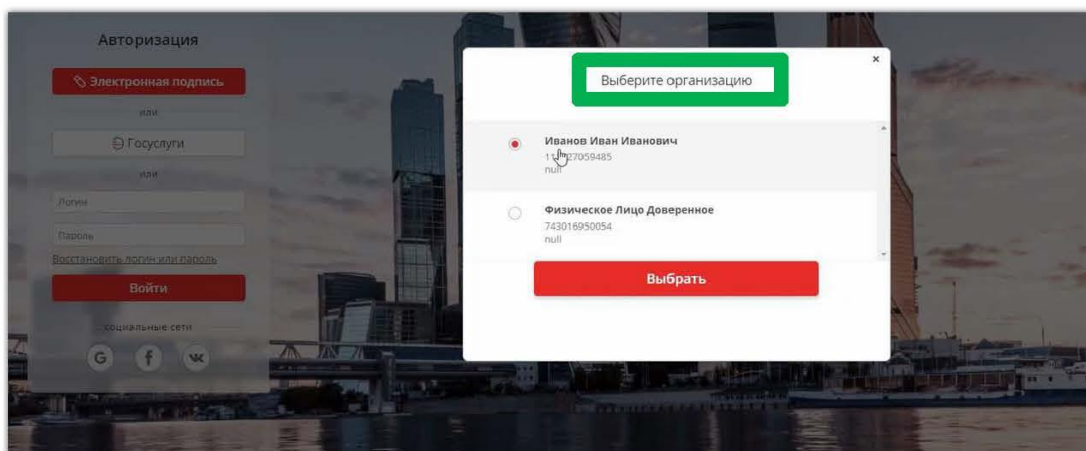 Авторизация
Электронная подпись
или
Госуслуги
или
Логин
Пароль
Восстановить логин или пароль
Войти
социальные сети
G f
×
Выберите организацию
Иванов Иван Иванович
27059485
null
Физическое Лицо Доверенное
743016950054
null
Выбрать